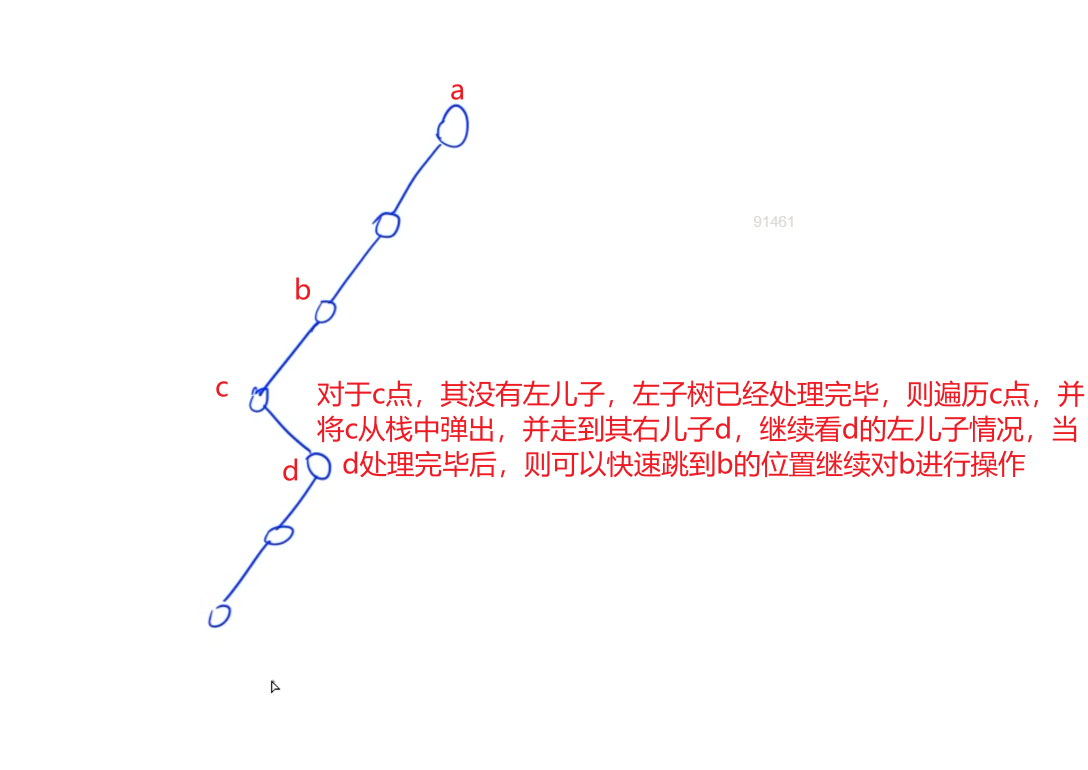 a
91461
b
c
对于c点，其没有左儿子，左子树已经处理完毕，则遍历c点，并
将c从栈中弹出，并走到其右儿子d，继续看d的左儿子情况，当
d
d处理完毕后，则可以快速跳到b的位置继续对b进行操作